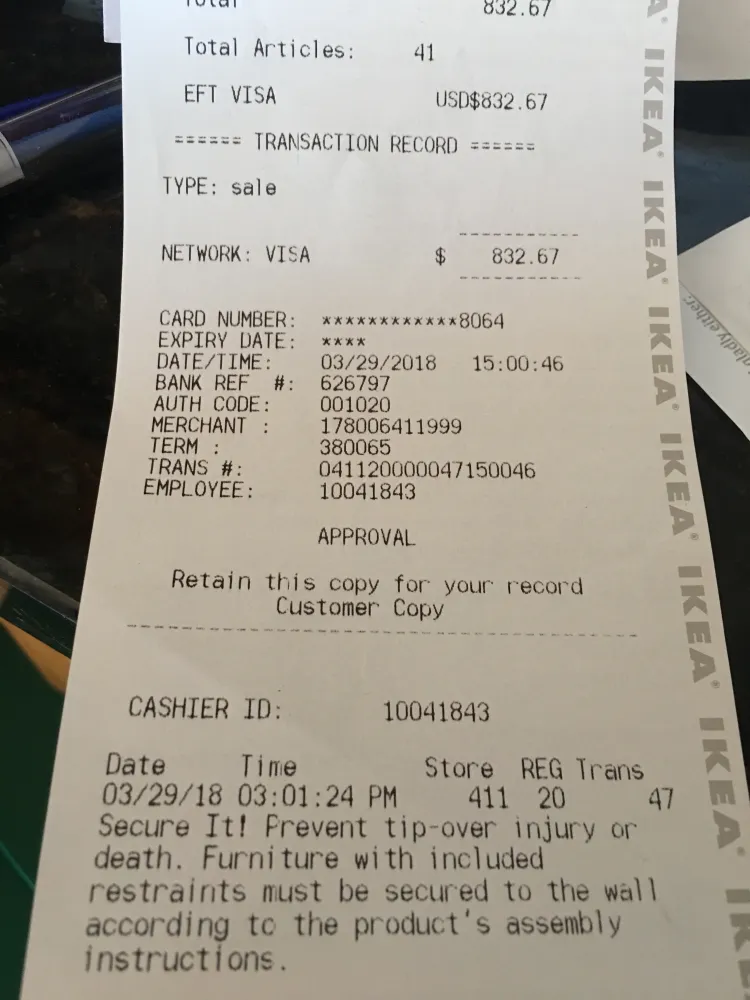 Total 832.67
Total Articles: 41
EFT VISA USD$832.67
====== TRANSACTION RECORD ======
TYPE: sale
NETWORK: VISA $ 832.67
CARD NUMBER: ************8064
EXPIRY DATE: ****
DATE/TIME: 03/29/2018 15:00:46
BANK REF #: 626797
AUTH CODE: 001020
MERCHANT : 178006411999
TERM : 380065
TRANS #: 041120000047150046
EMPLOYEE: 10041843
APPROVAL
Retain this copy for your record
Customer Copy
CASHIER ID: 10041843
Date Time Store REG Trans
03/29/18 03:01:24 PM 411 20 47
Secure It! Prevent tip-over injury or
death. Furniture with included
restraints must be secured to the wall
according to the product's assembly
instructions.
IKEA® IKEA® IKEA® IKEA® IKEA® IKEA®
gladly either.